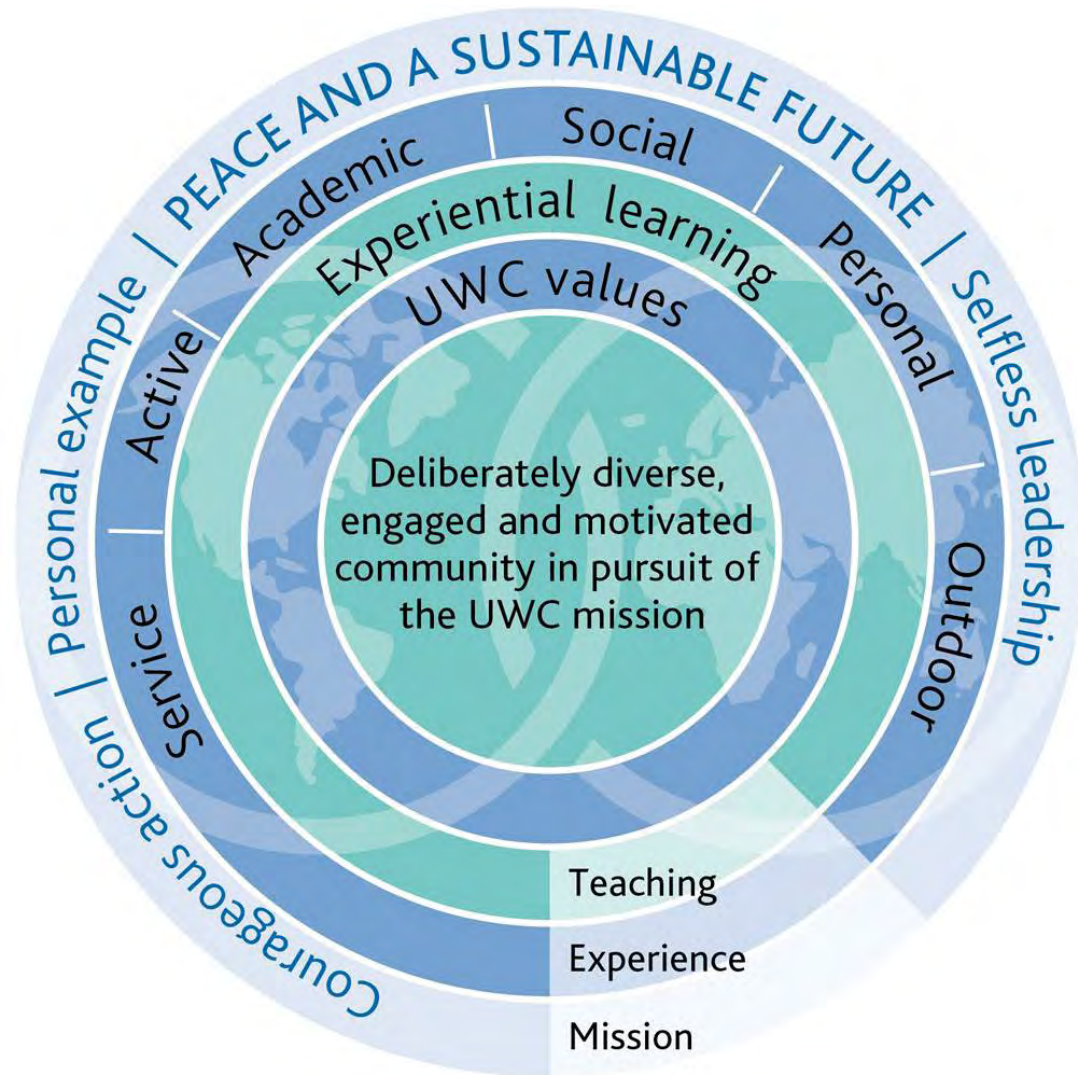 Courageous action | Personal example | PEACE AND A SUSTAINABLE FUTURE | Selfless leadership
Service
Active
Academic
Social
Personal
Outdoor
Experiential learning
UWC values
Deliberately diverse,
engaged and motivated
community in pursuit of
the UWC mission
Teaching
Experience
Mission